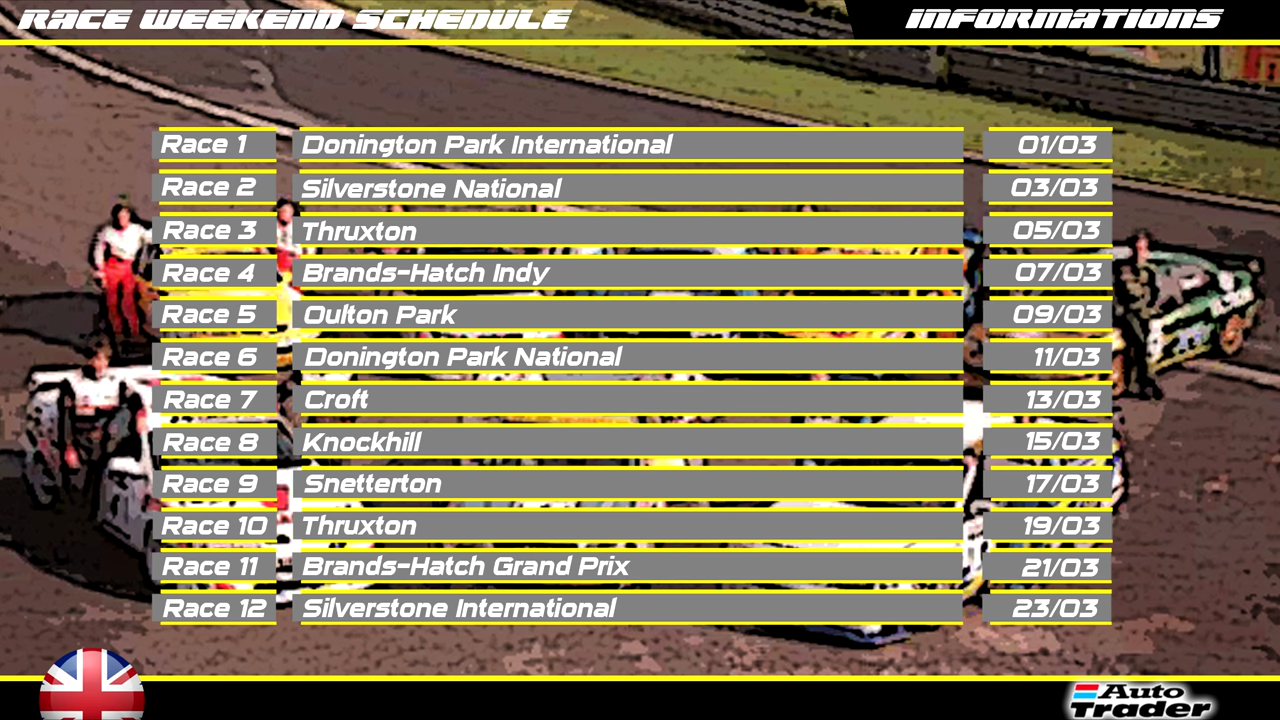 RACE WEEKEND SCHEDULE
INFORMATIONS
Race 1 Donington Park International 01/03
Race 2 Silverstone National 03/03
Race 3 Thruxton 05/03
Race 4 Brands-Hatch Indy 07/03
Race 5 Oulton Park 09/03
Race 6 Donington Park National 11/03
Race 7 Croft 13/03
Race 8 Knockhill 15/03
Race 9 Snetterton 17/03
Race 10 Thruxton 19/03
Race 11 Brands-Hatch Grand Prix 21/03
Race 12 Silverstone International 23/03
Auto
Trader